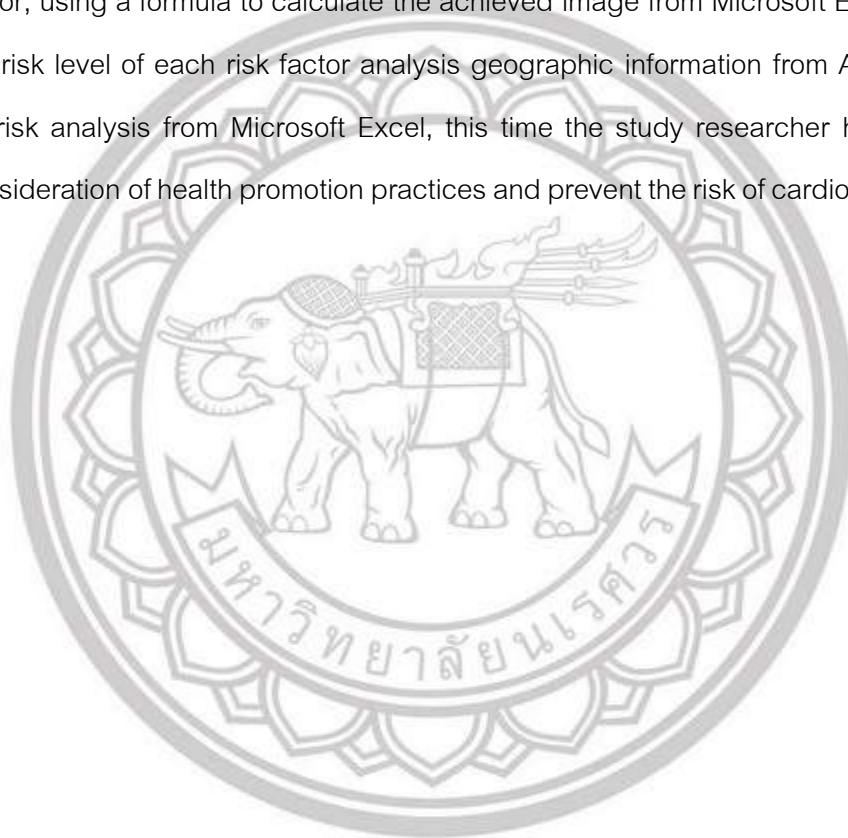 or, using a formula to calculate the achieved image from Microsoft E
risk level of each risk factor analysis geographic information from A
risk analysis from Microsoft Excel, this time the study researcher h
sideration of health promotion practices and prevent the risk of cardio
มหาวิทยาลัยนเรศวร